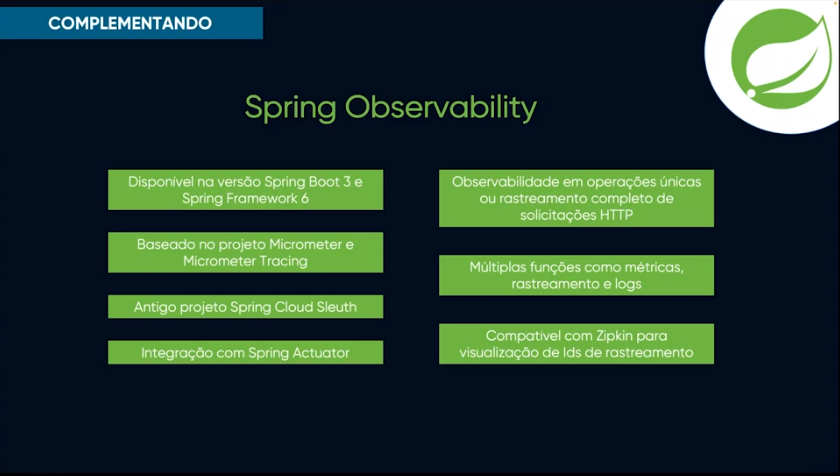 COMPLEMENTANDO
Spring Observability
Disponível na versão Spring Boot 3 e
Spring Framework 6
Baseado no projeto Micrometer e
Micrometer Tracing
Antigo projeto Spring Cloud Sleuth
Integração com Spring Actuator
Observabilidade em operações únicas
ou rastreamento completo de
solicitações HTTP
Múltiplas funções como métricas,
rastreamento e logs
Compatível com Zipkin para
visualização de Ids de rastreamento